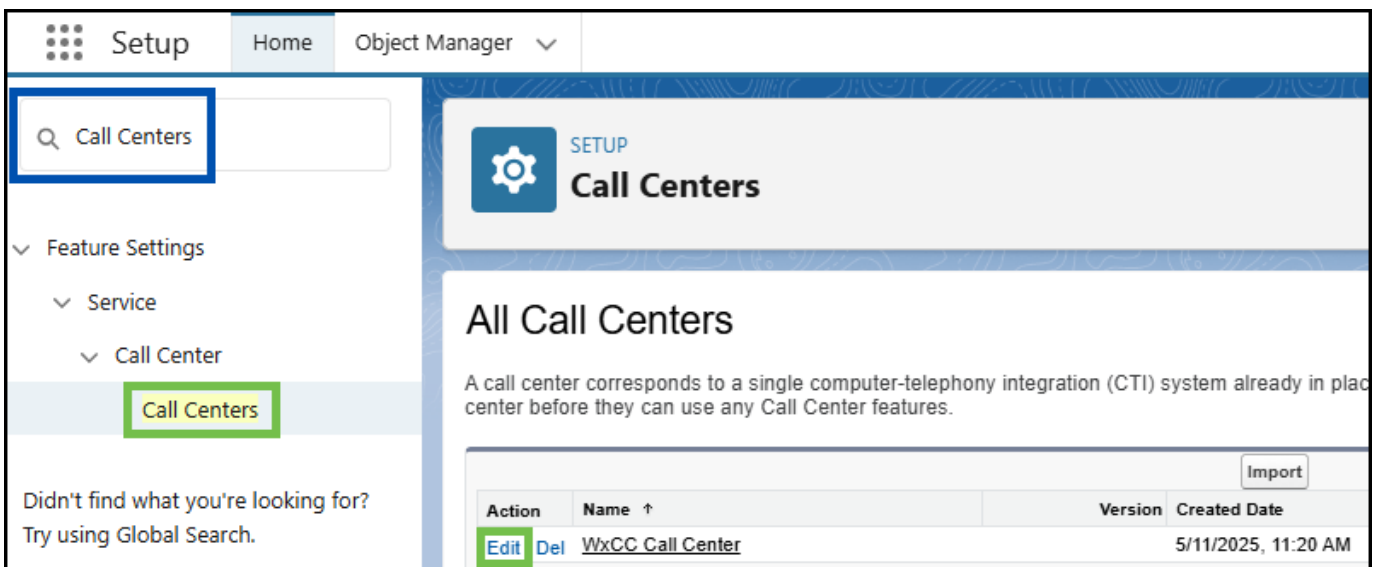 Setup
Home
Object Manager
Call Centers
Feature Settings
Service
Call Center
Call Centers
Didn't find what you're looking for?
Try using Global Search.
SETUP
Call Centers
All Call Centers
A call center corresponds to a single computer-telephony integration (CTI) system already in plac
center before they can use any Call Center features.
Import
Action Name ↑ Version Created Date
Edit Del WxCC Call Center 5/11/2025, 11:20 AM